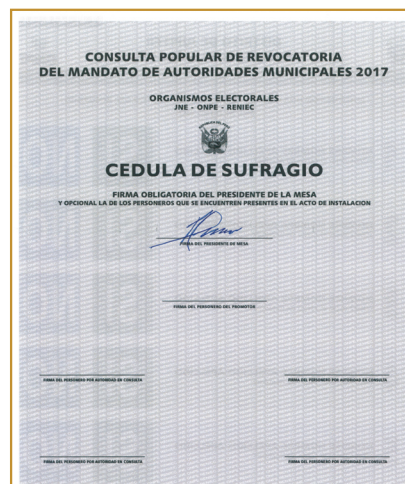 CONSULTA POPULAR DE REVOCATORIA
DEL MANDATO DE AUTORIDADES MUNICIPALES 2017
ORGANISMOS ELECTORALES
JNE - ONPE - RENIEC
CEDULA DE SUFRAGIO
FIRMA OBLIGATORIA DEL PRESIDENTE DE LA MESA
Y OPCIONAL LA DE LOS PERSONEROS QUE SE ENCUENTREN PRESENTES EN EL ACTO DE INSTALACION
FIRMA DEL PRESIDENTE DE MESA
FIRMA DEL PERSONERO DEL PROMOTOR
FIRMA DEL PERSONERO POR AUTORIDAD EN CONSULTA
FIRMA DEL PERSONERO POR AUTORIDAD EN CONSULTA
FIRMA DEL PERSONERO POR AUTORIDAD EN CONSULTA
FIRMA DEL PERSONERO POR AUTORIDAD EN CONSULTA